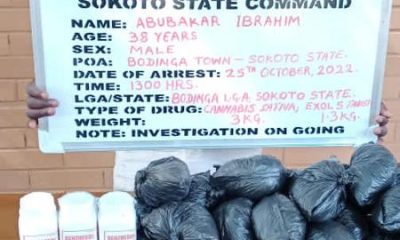 SOKOTO STATE COMMAND
NAME: ABUBAKAR IBRAHIM
AGE: 38 YEARS
SEX: MALE
POA: BODINGA TOWN - SOKOTO STATE.
DATE OF ARREST: 25TH OCTOBER, 2022.
TIME: 1300 HRS.
LGA/STATE: BODINGA LGA, SOKOTO STATE.
TYPE OF DRUG: CANNABIS SATIVA, EXOL 5
WEIGHT: 3KG. 1.3KG.
NOTE: INVESTIGATION ON GOING